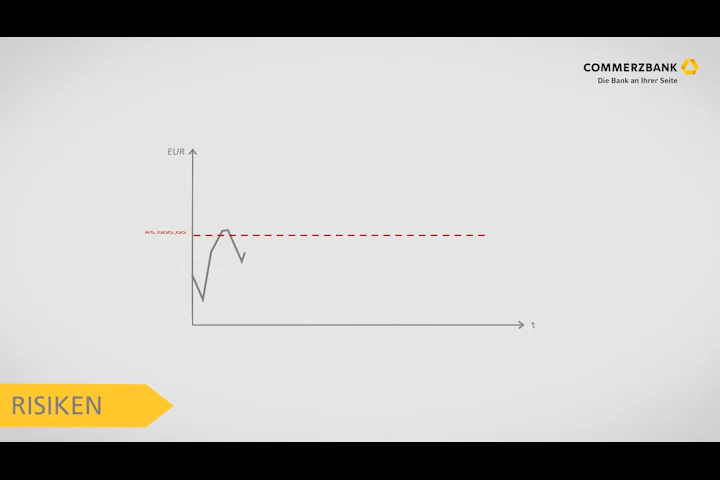 COMMERZBANK
Die Bank an Ihrer Seite
EUR
t
RISIKEN